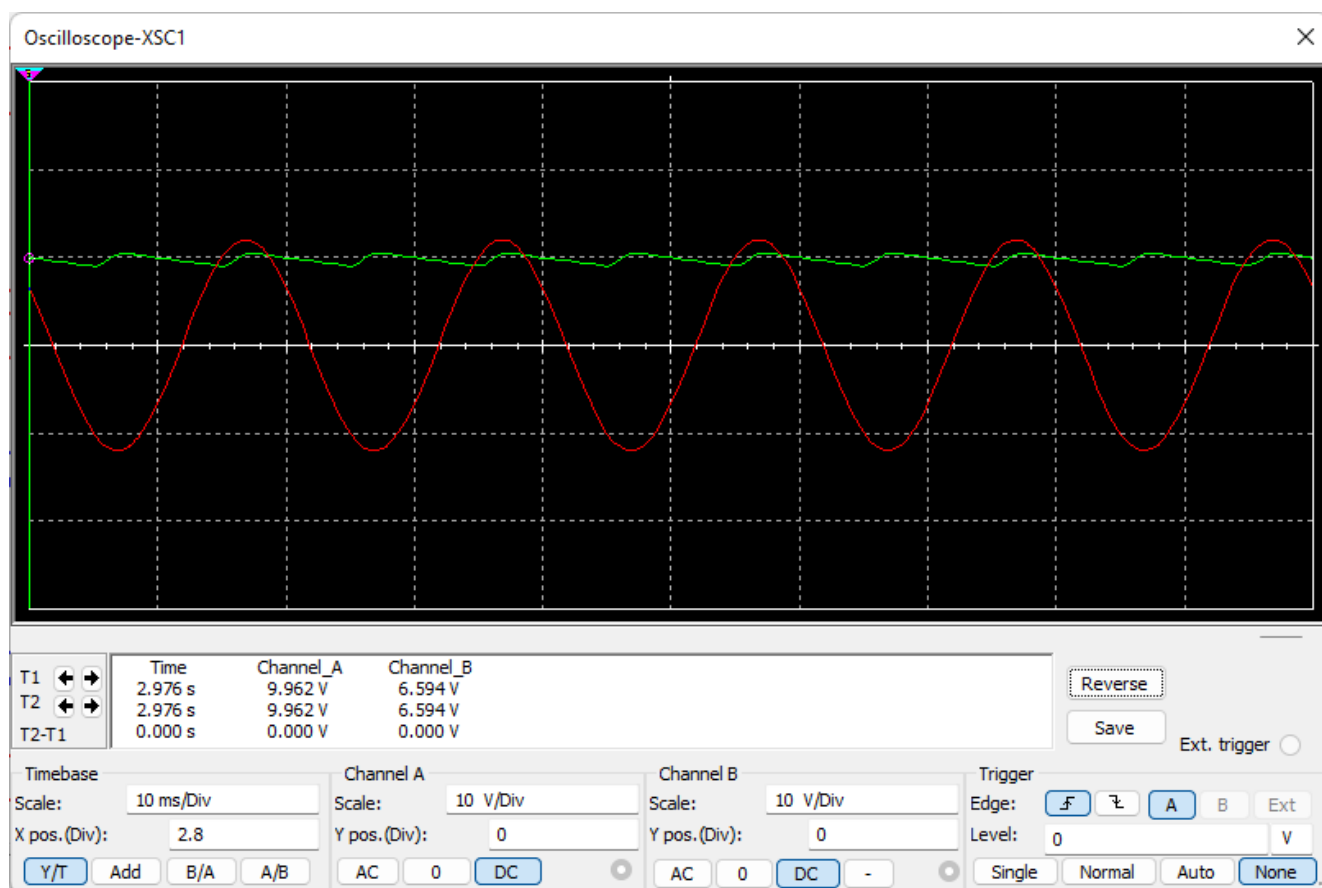 Oscilloscope-XSC1
Time Channel_A Channel_B
T1 2.976 s 9.962 V 6.594 V
T2 2.976 s 9.962 V 6.594 V
T2-T1 0.000 s 0.000 V 0.000 V
Reverse
Save
Ext. trigger
Timebase
Scale: 10 ms/Div
X pos.(Div): 2.8
Y/T Add B/A A/B
Channel A
Scale: 10 V/Div
Y pos.(Div): 0
AC 0 DC
Channel B
Scale: 10 V/Div
Y pos.(Div): 0
AC 0 DC -
Trigger
Edge: A B Ext
Level: 0 V
Single Normal Auto None